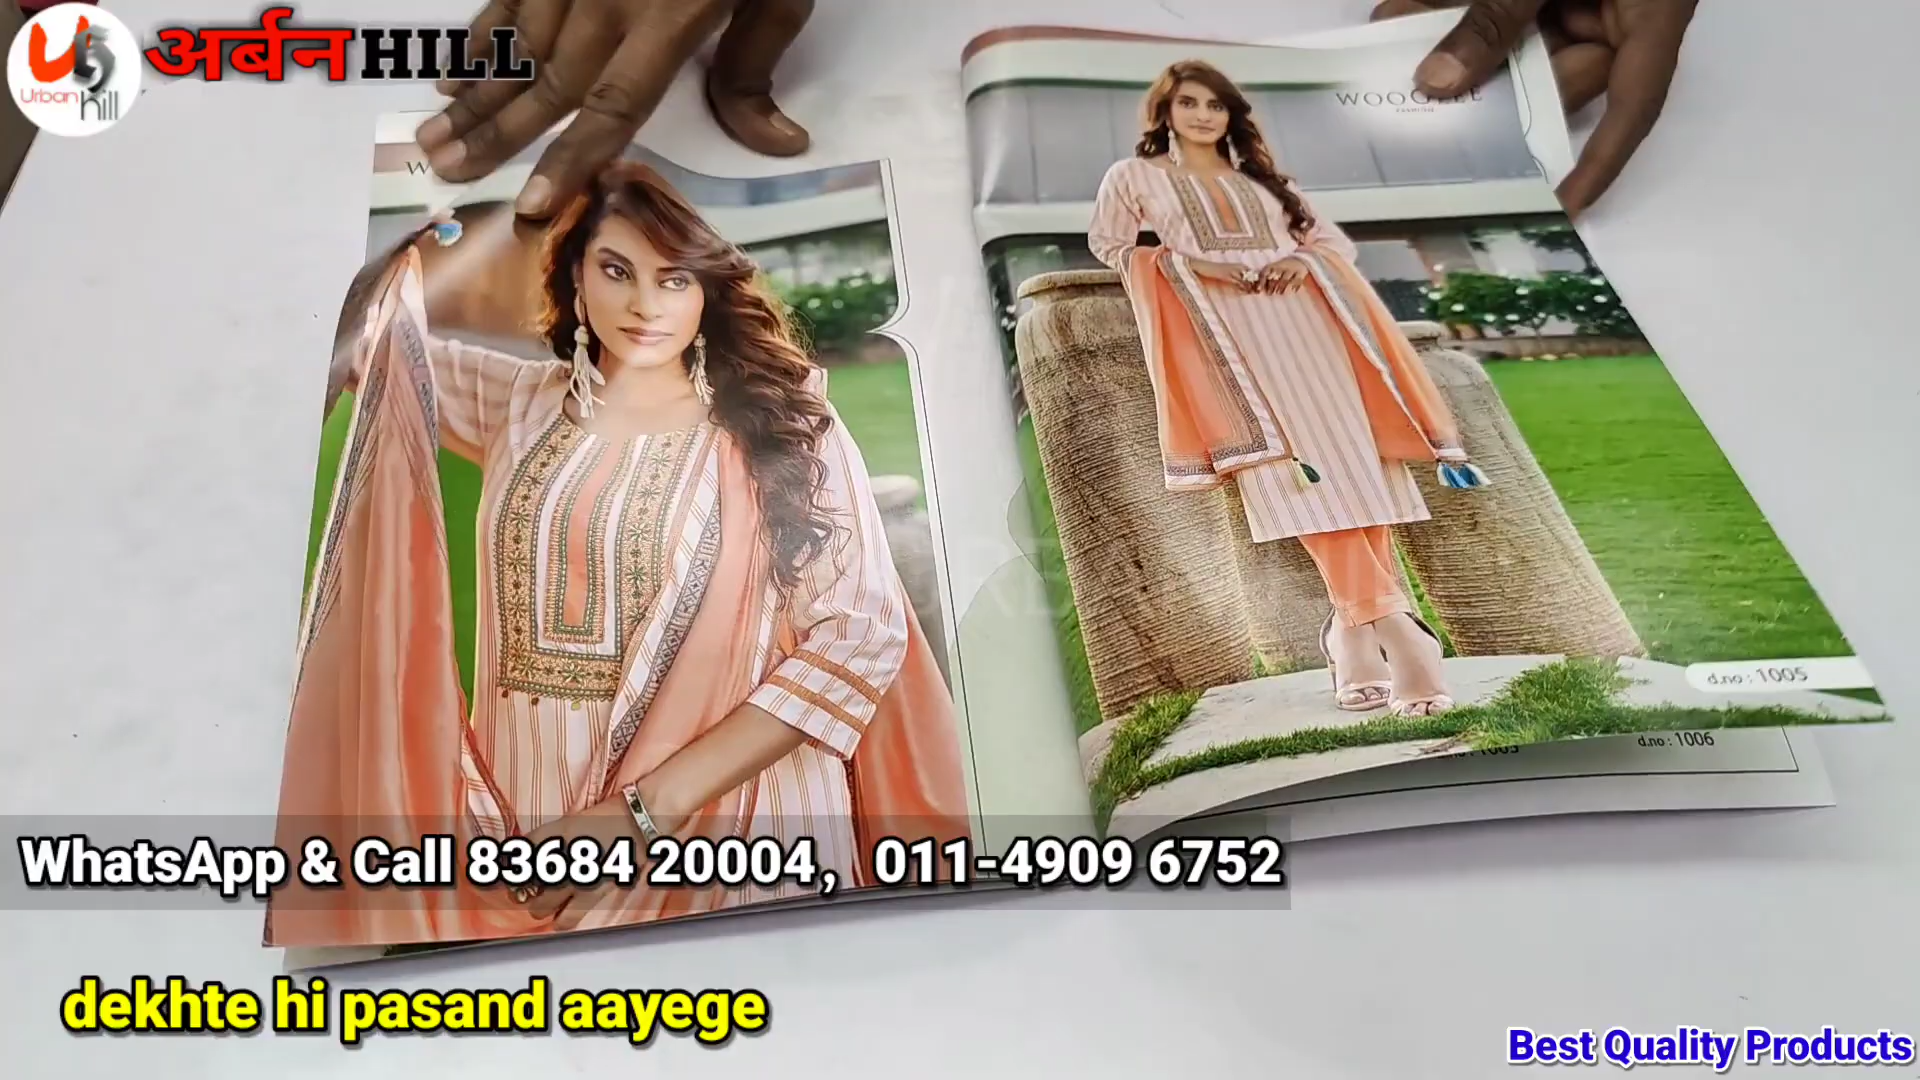 अर्बन HILL
Urban hill
WOOGLEE
FASHION
d.no : 1005
d.no : 1006
WhatsApp & Call 83684 20004, 011-4909 6752
dekhte hi pasand aayege
Best Quality Products